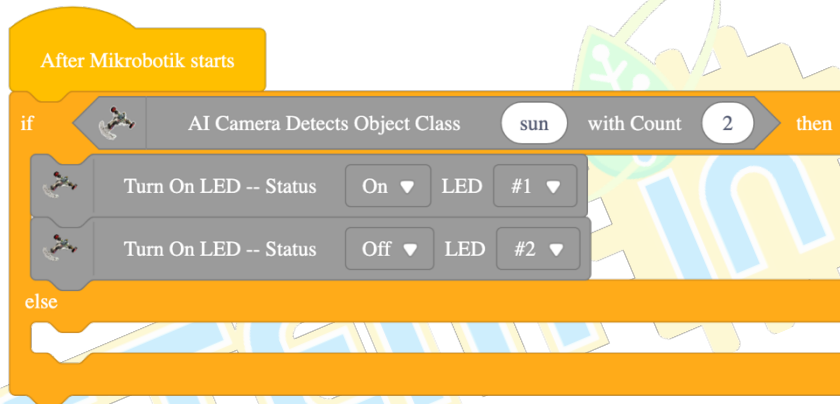 After Mikrobotik starts
if AI Camera Detects Object Class sun with Count 2 then
Turn On LED -- Status On LED #1
Turn On LED -- Status Off LED #2
else